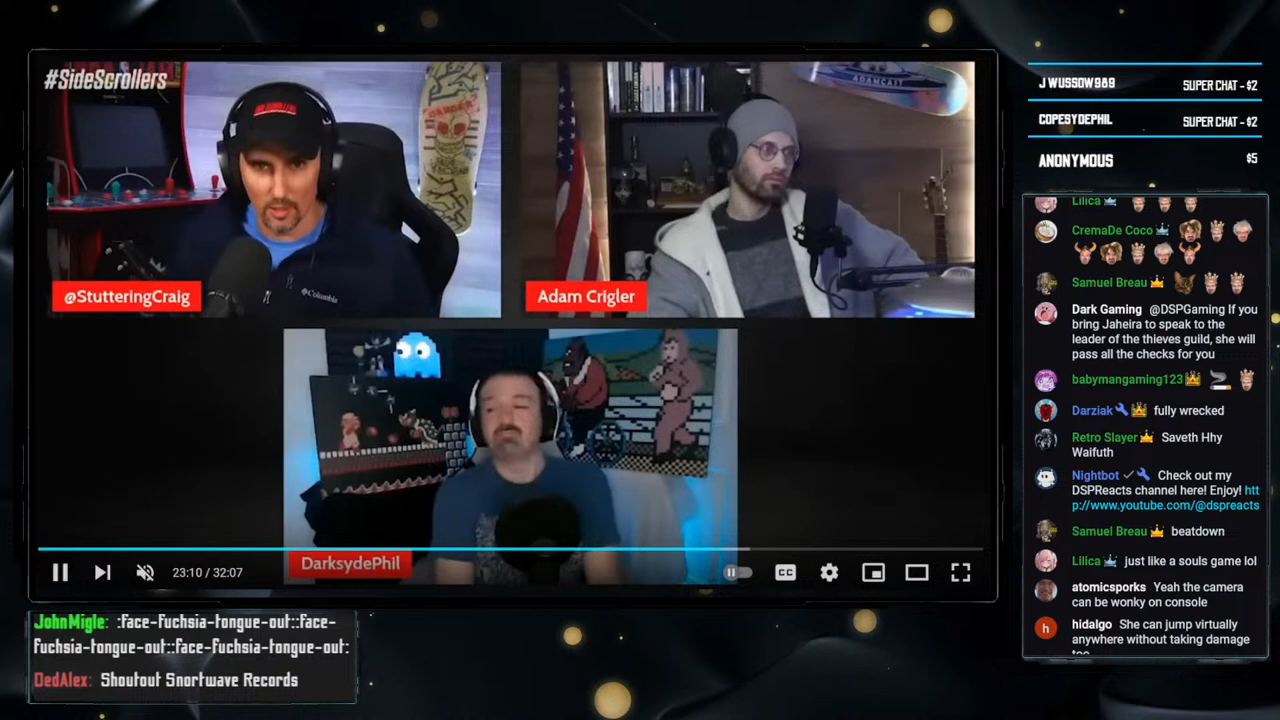 #SideScrollers
ADAMCAST
@StutteringCraig
Adam Crigler
DarksydePhil
23:10 / 32:07
CC
Columbia
JWUSSOW989 SUPER CHAT - $2
COPESYDEPHIL SUPER CHAT - $2
ANONYMOUS $5
Lilica
CremaDe Coco
Samuel Breau
Dark Gaming @DSPGaming If you
bring Jaheira to speak to the
leader of the thieves guild, she will
pass all the checks for you
babymangaming123
Darziak fully wrecked
Retro Slayer Saveth Hhy
Waifuth
Nightbot Check out my
DSPReacts channel here! Enjoy! htt
p://www.youtube.com/@dspreacts
Samuel Breau beatdown
Lilica just like a souls game lol
atomicsporks Yeah the camera
can be wonky on console
h hidalgo She can jump virtually
anywhere without taking damage
JohnMigle: :face-fuchsia-tongue-out::face-
fuchsia-tongue-out::face-fuchsia-tongue-out:
DedAlex: Shoutout Snortwave Records